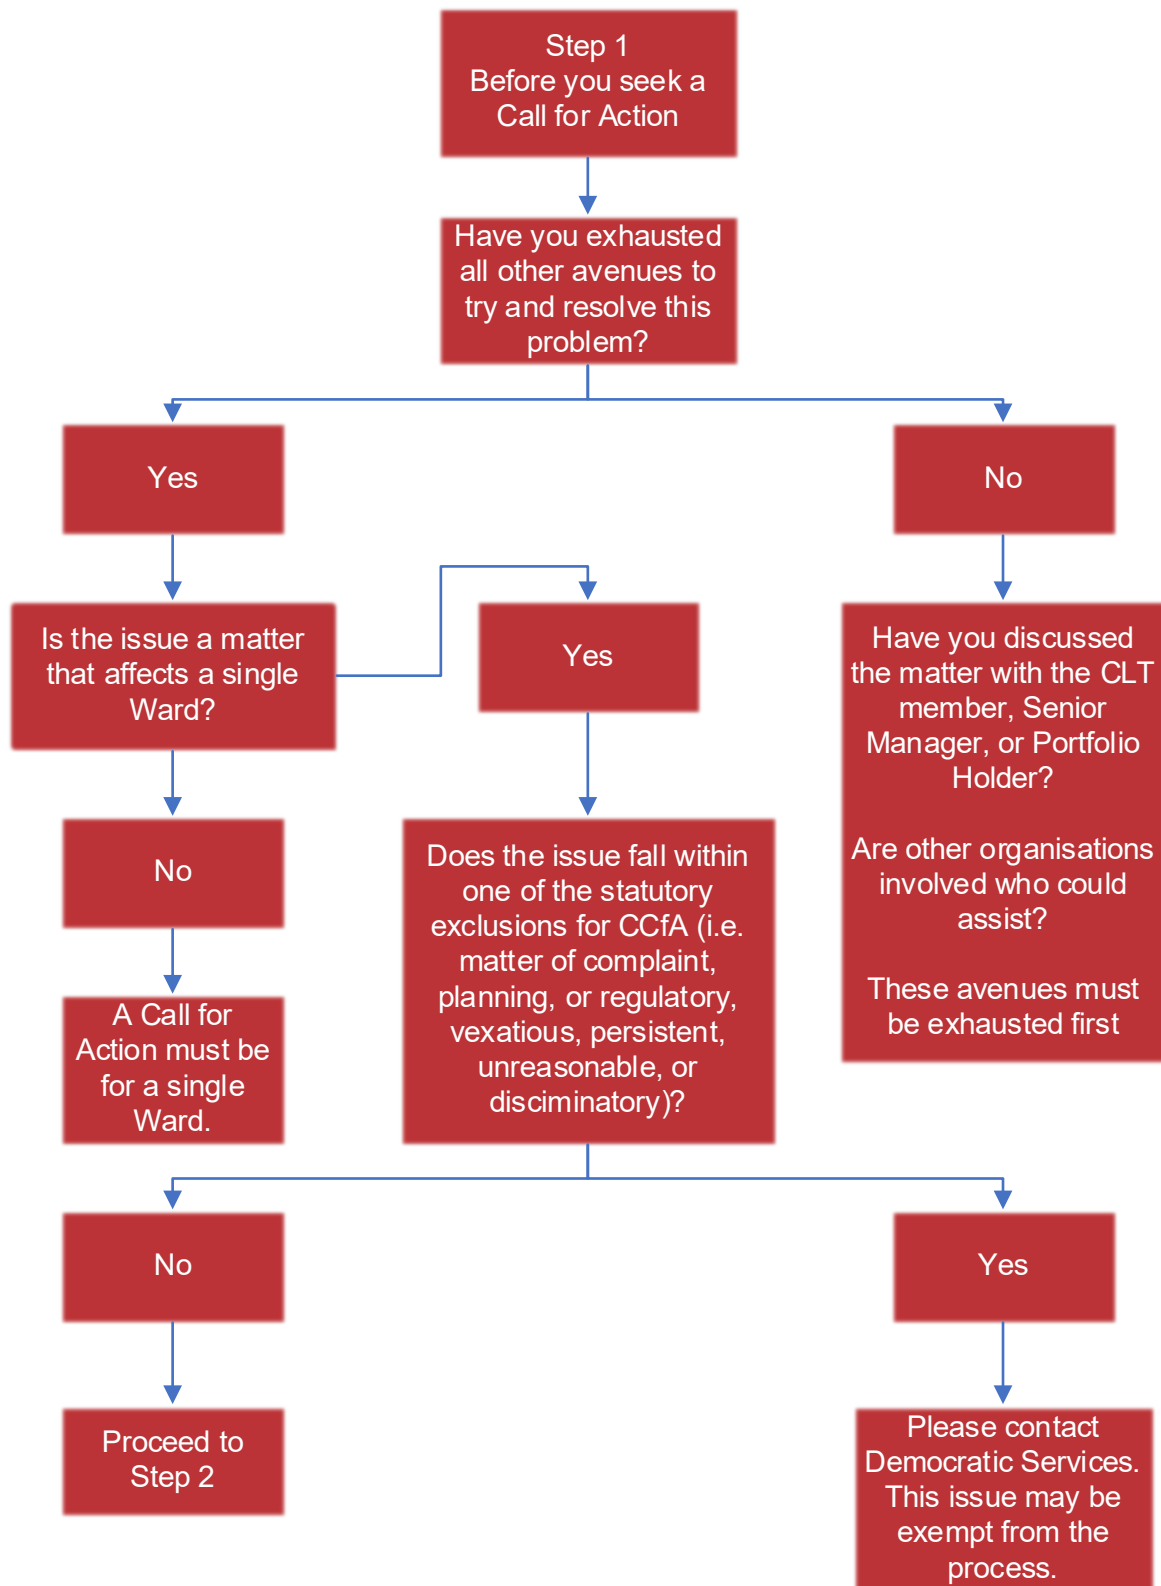 Step 1
Before you seek a
Call for Action
Have you exhausted
all other avenues to
try and resolve this
problem?
Yes
No
Is the issue a matter
that affects a single
Ward?
Yes
Have you discussed
the matter with the CLT
member, Senior
Manager, or Portfolio
Holder?
Are other organisations
involved who could
assist?
These avenues must
be exhausted first
No
Does the issue fall within
one of the statutory
exclusions for CCfA (i.e.
matter of complaint,
planning, or regulatory,
vexatious, persistent,
unreasonable, or
disciminatory)?
A Call for
Action must be
for a single
Ward.
No
Yes
Proceed to
Step 2
Please contact
Democratic Services.
This issue may be
exempt from the
process.